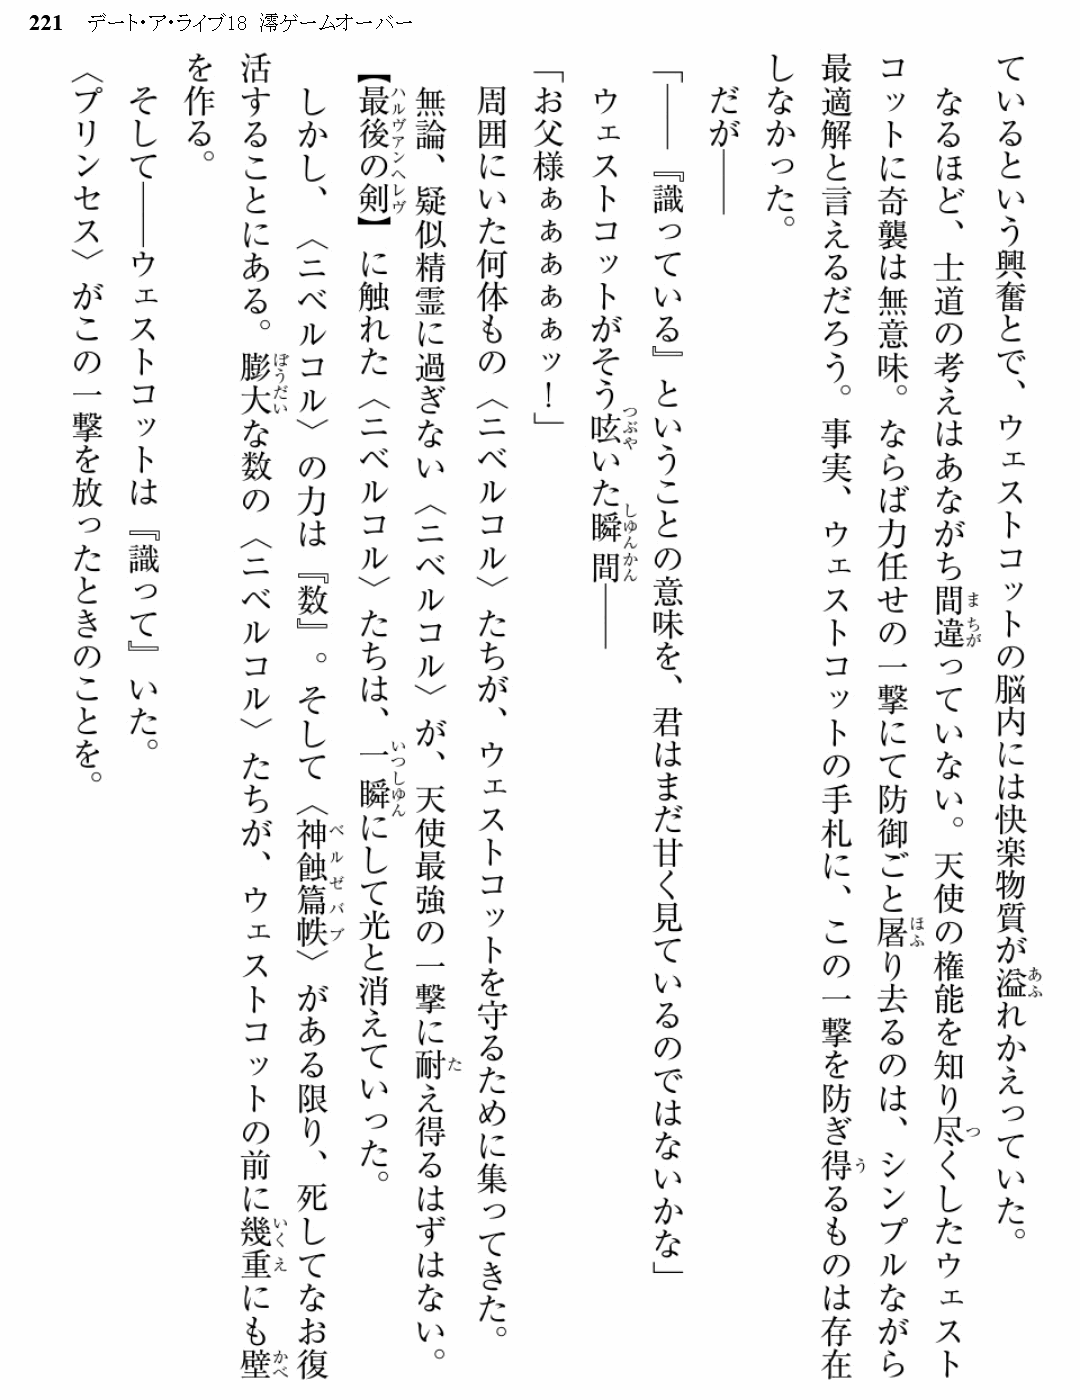 221 デート・ア・ライブ18 澪ゲームオーバー
ているという興奮とで、ウェストコットの脳内には快楽物質が溢れかえっていた。
なるほど、士道の考えはあながち間違っていない。天使の権能を知り尽くしたウェスト
コットに奇襲は無意味。ならば力任せの一撃にて防御ごと屠り去るのは、シンプルながら
最適解と言えるだろう。事実、ウェストコットの手札に、この一撃を防ぎ得るものは存在
しなかった。
だが――
「――『識っている』ということの意味を、君はまだ甘く見ているのではないかな」
ウェストコットがそう呟いた瞬間――
「お父様ぁぁぁぁぁッ！」
周囲にいた何体もの〈ニベルコル〉たちが、ウェストコットを守るために集ってきた。
無論、疑似精霊に過ぎない〈ニベルコル〉が、天使最強の一撃に耐え得るはずはない。
【最後の剣】に触れた〈ニベルコル〉たちは、一瞬にして光と消えていった。
しかし、〈ニベルコル〉の力は『数』。そして〈神蝕篇帙〉がある限り、死してなお復
活することにある。膨大な数の〈ニベルコル〉たちが、ウェストコットの前に幾重にも壁
を作る。
そして――ウェストコットは『識って』いた。
〈プリンセス〉がこの一撃を放ったときのことを。